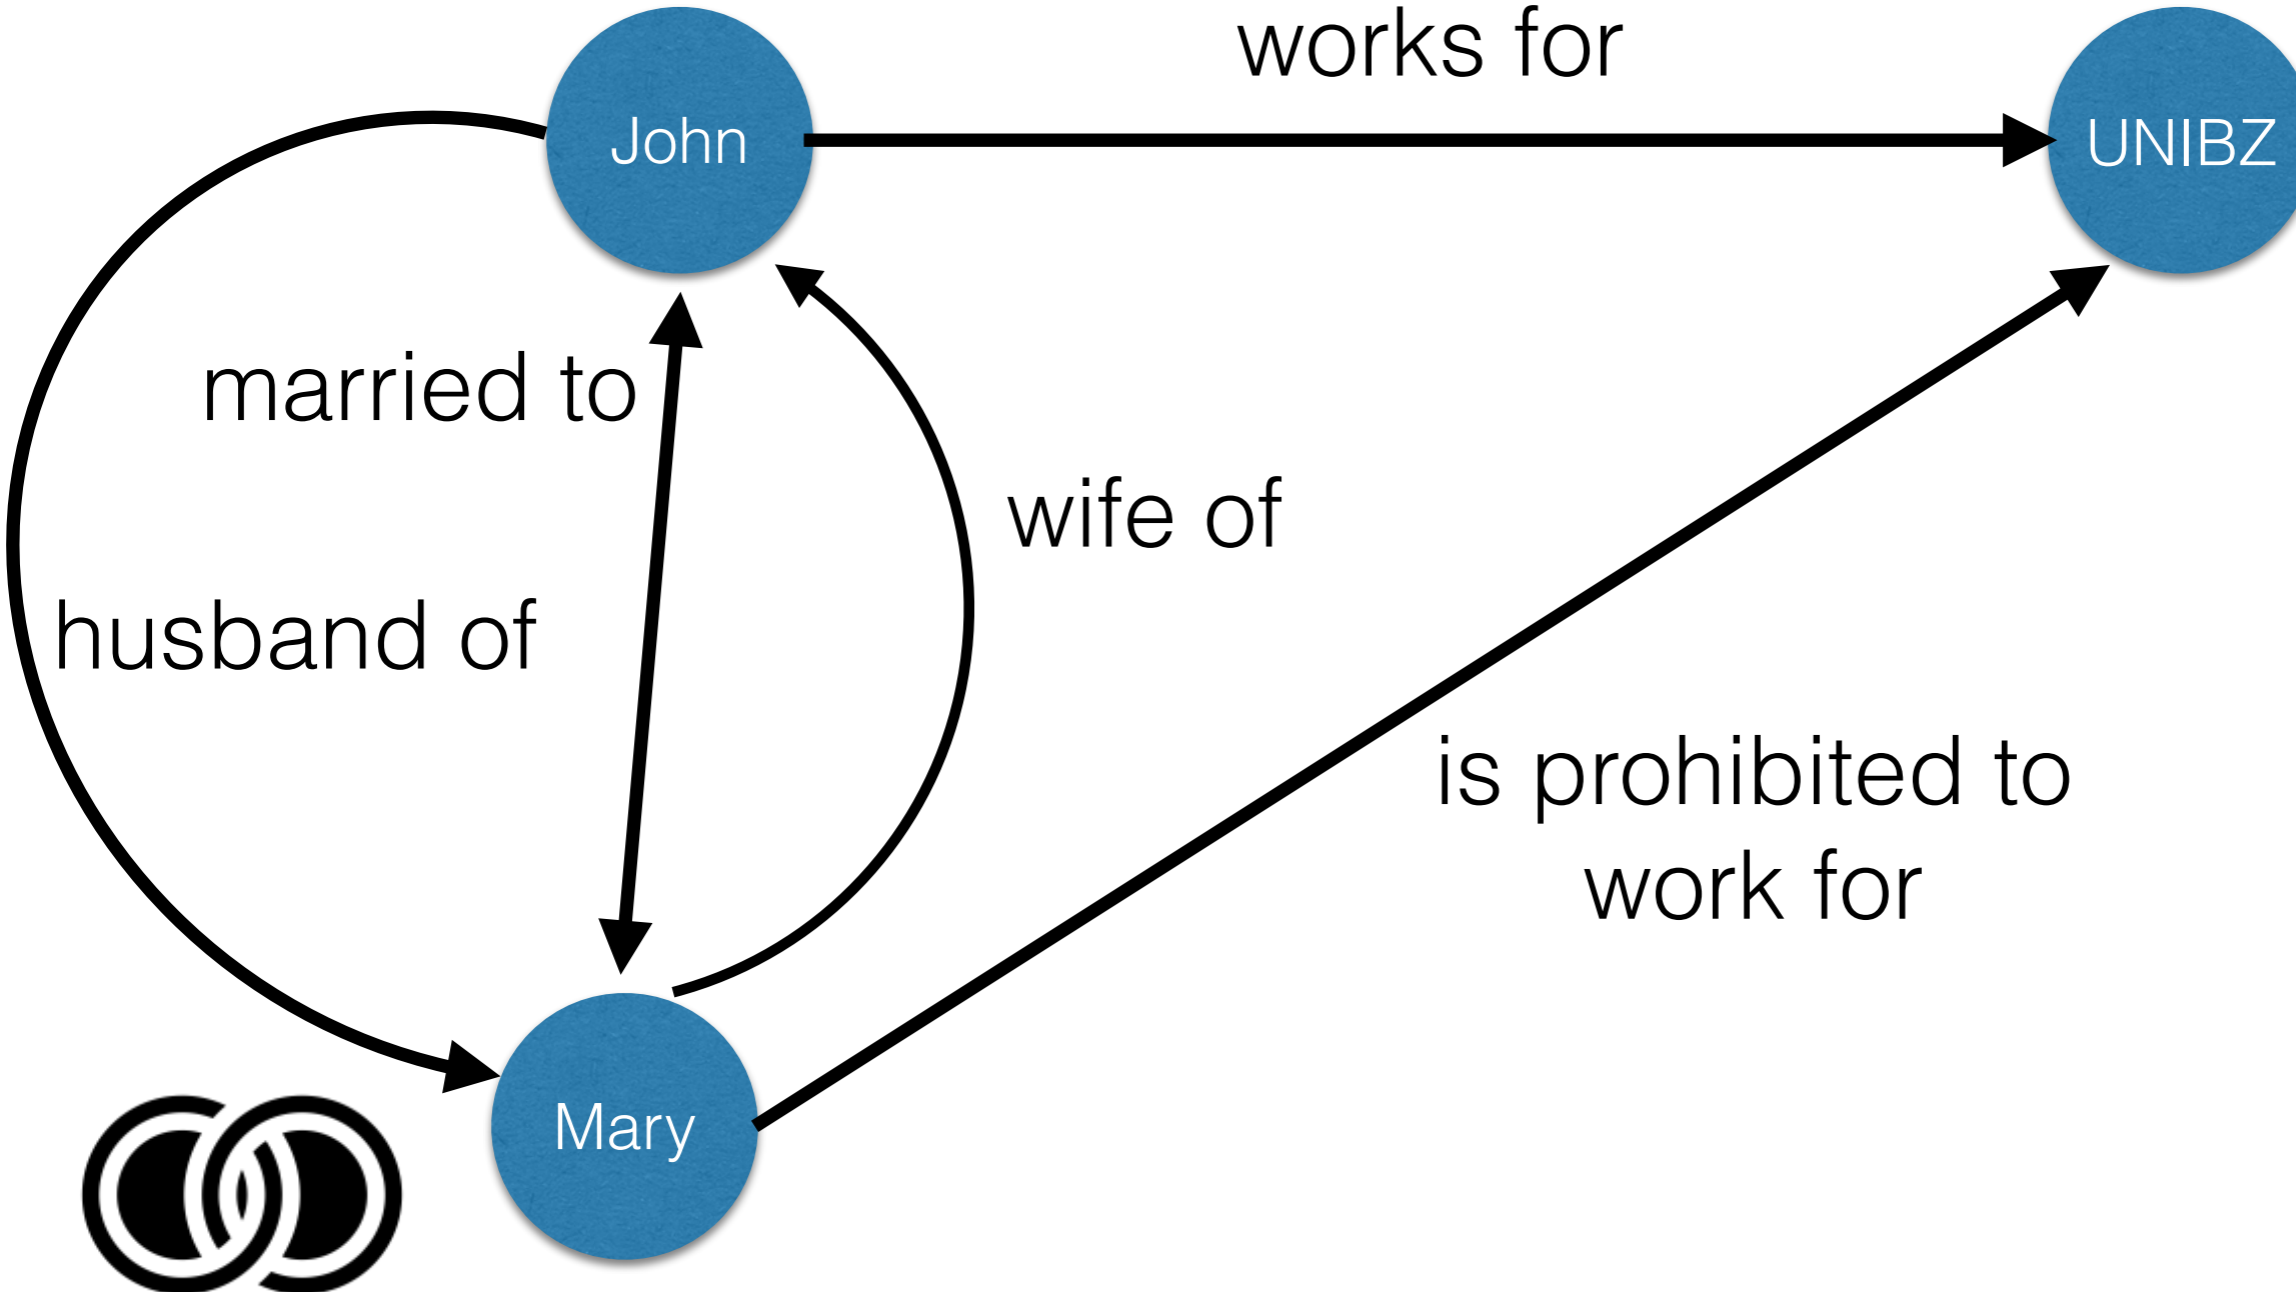 works for
John
UNIBZ
married to
wife of
husband of
is prohibited to
work for
Mary